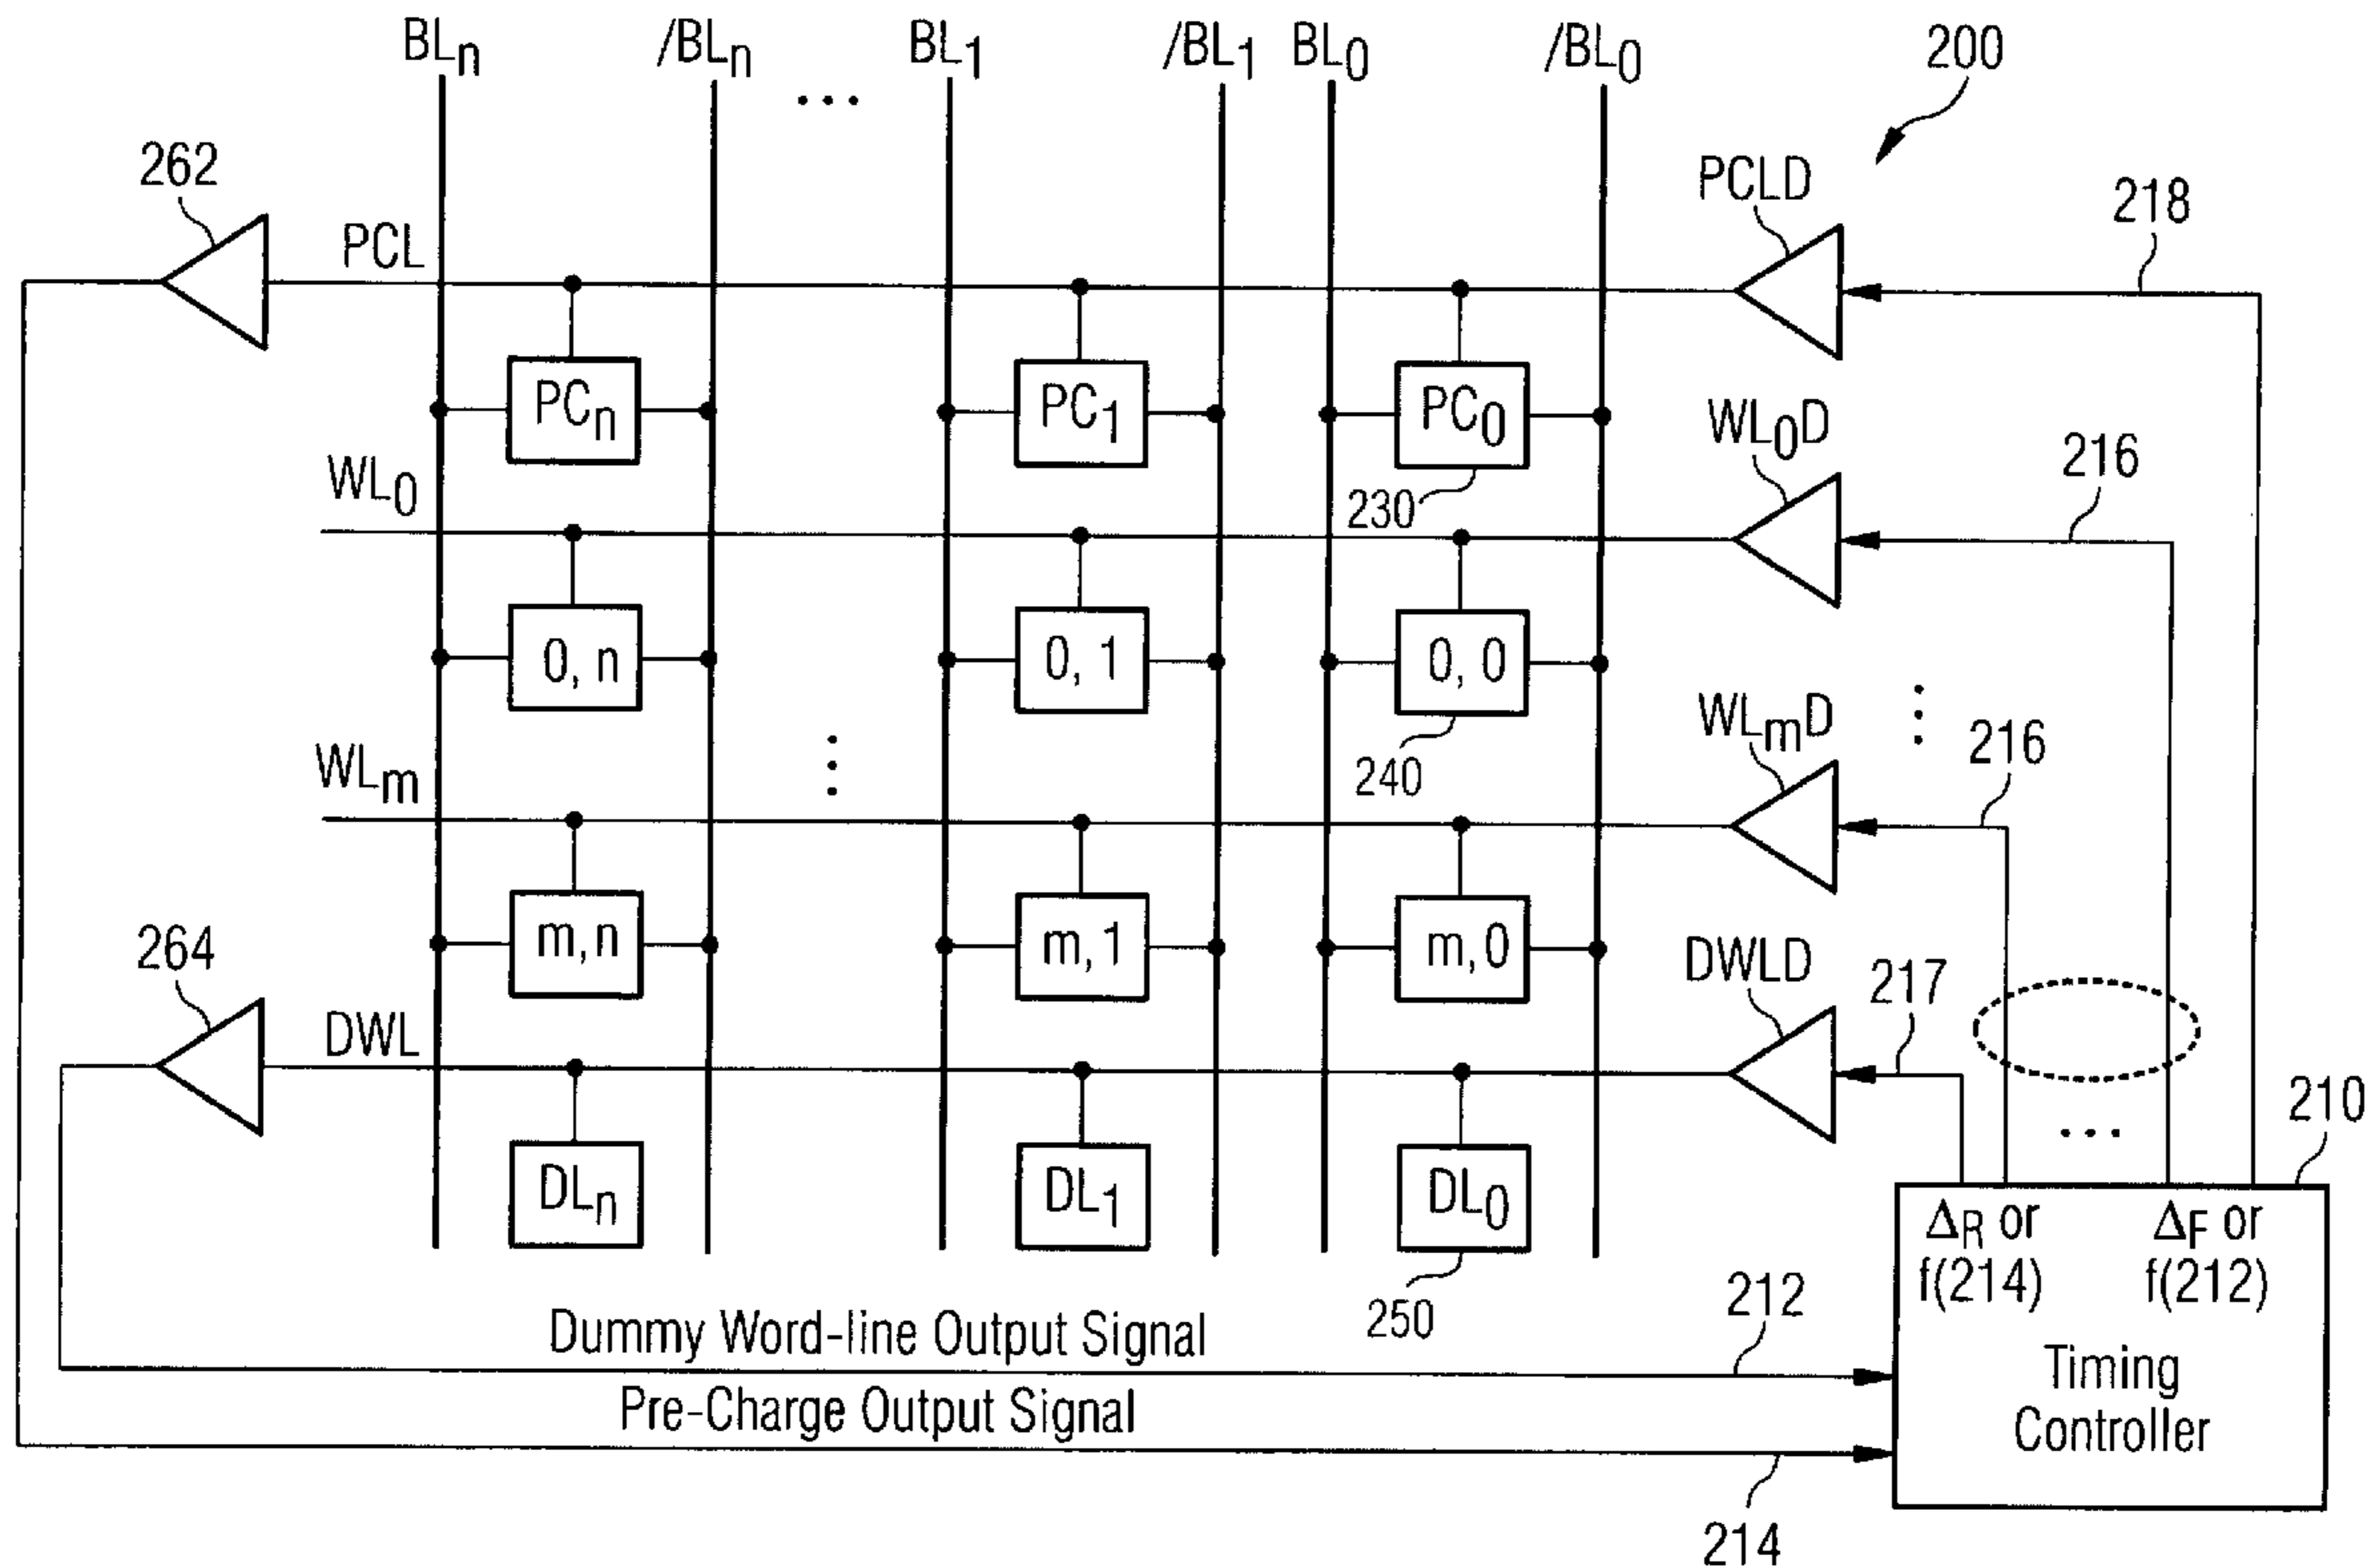 BLn /BLn ... BL1 /BL1 BL0 /BL0 200
262 PCL PCLD 218
PCn PC1 PC0
WL0 230 WL0D 216
0, n 0, 1 0, 0
WLm 240 WLmD 216
m, n m, 1 m, 0
264 DWL DWLD 217 210
DLn DL1 DL0
250
ΔR or ΔF or
f(214) f(212)
Dummy Word-line Output Signal 212
Pre-Charge Output Signal 214
Timing
Controller